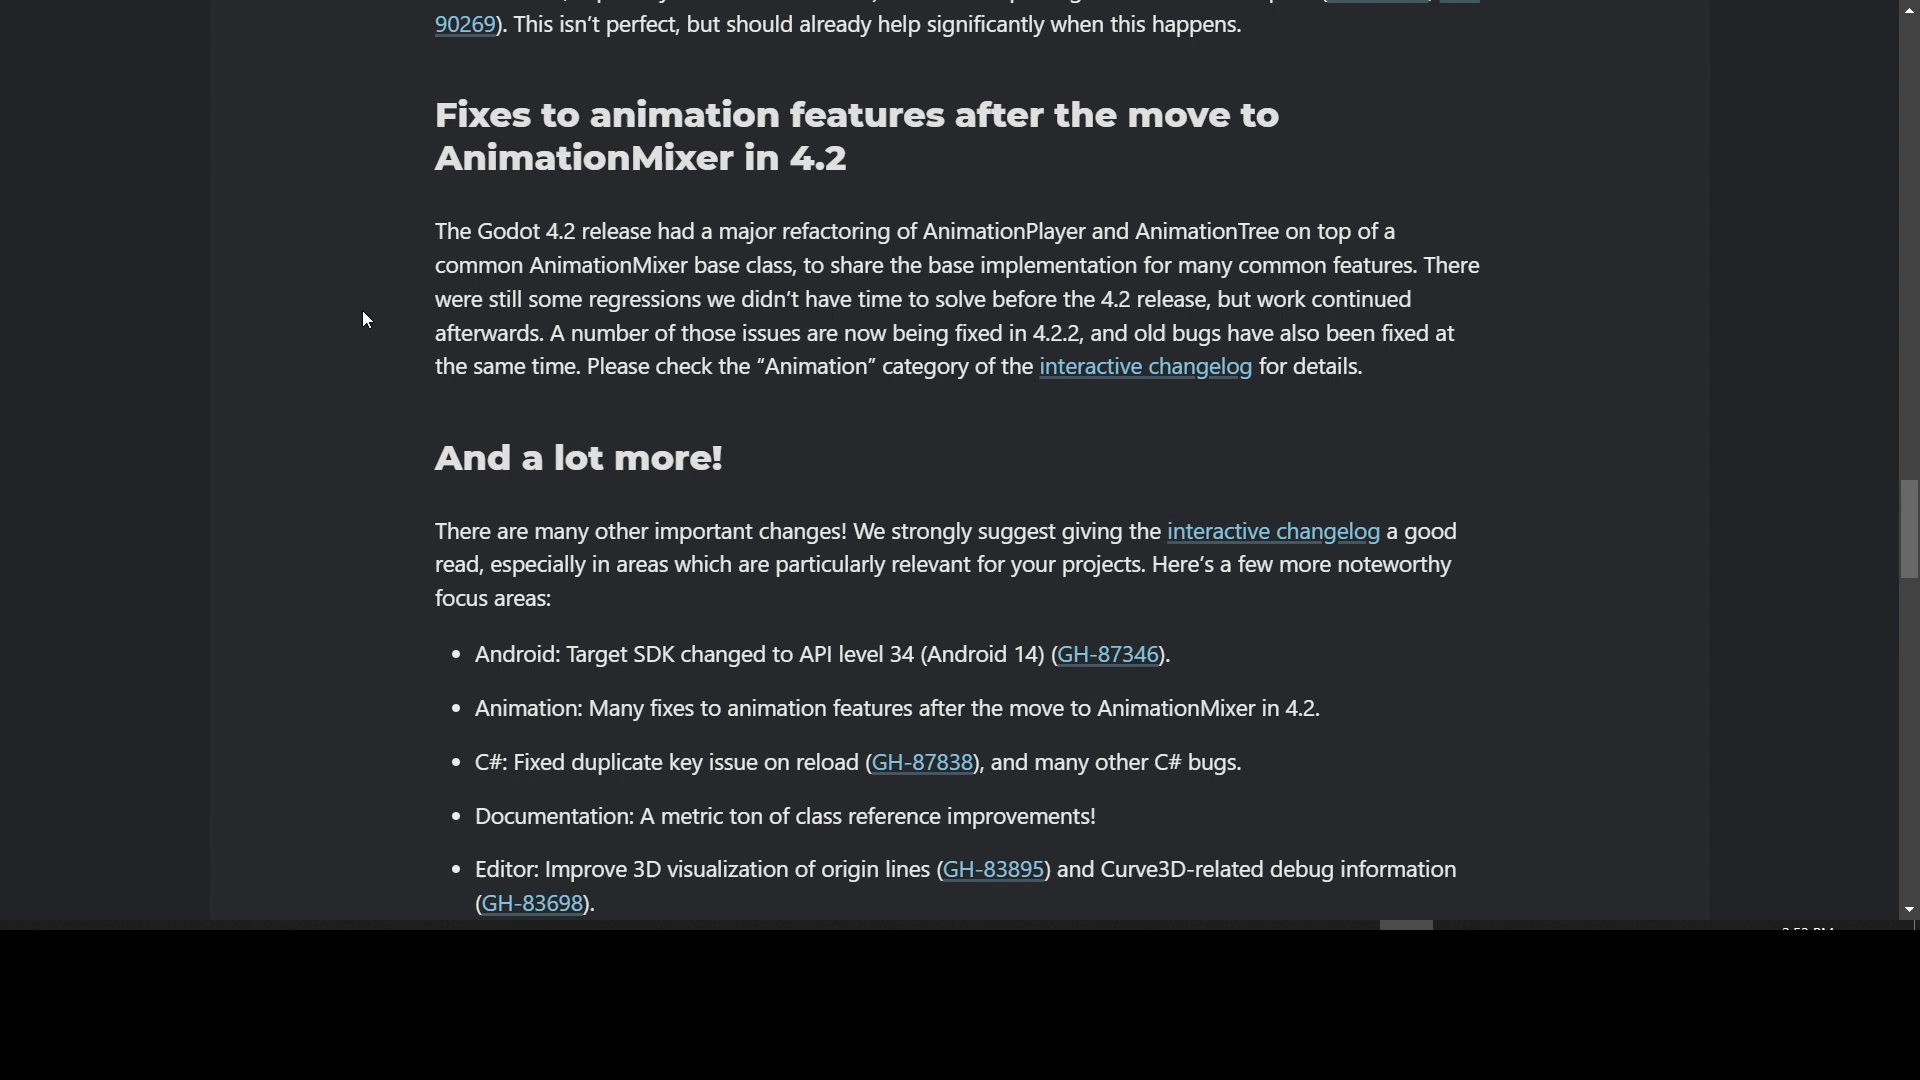 90269). This isn’t perfect, but should already help significantly when this happens.
Fixes to animation features after the move to
AnimationMixer in 4.2
The Godot 4.2 release had a major refactoring of AnimationPlayer and AnimationTree on top of a
common AnimationMixer base class, to share the base implementation for many common features. There
were still some regressions we didn’t have time to solve before the 4.2 release, but work continued
afterwards. A number of those issues are now being fixed in 4.2.2, and old bugs have also been fixed at
the same time. Please check the “Animation” category of the interactive changelog for details.
And a lot more!
There are many other important changes! We strongly suggest giving the interactive changelog a good
read, especially in areas which are particularly relevant for your projects. Here’s a few more noteworthy
focus areas:
• Android: Target SDK changed to API level 34 (Android 14) (GH-87346).
• Animation: Many fixes to animation features after the move to AnimationMixer in 4.2.
• C#: Fixed duplicate key issue on reload (GH-87838), and many other C# bugs.
• Documentation: A metric ton of class reference improvements!
• Editor: Improve 3D visualization of origin lines (GH-83895) and Curve3D-related debug information
(GH-83698).